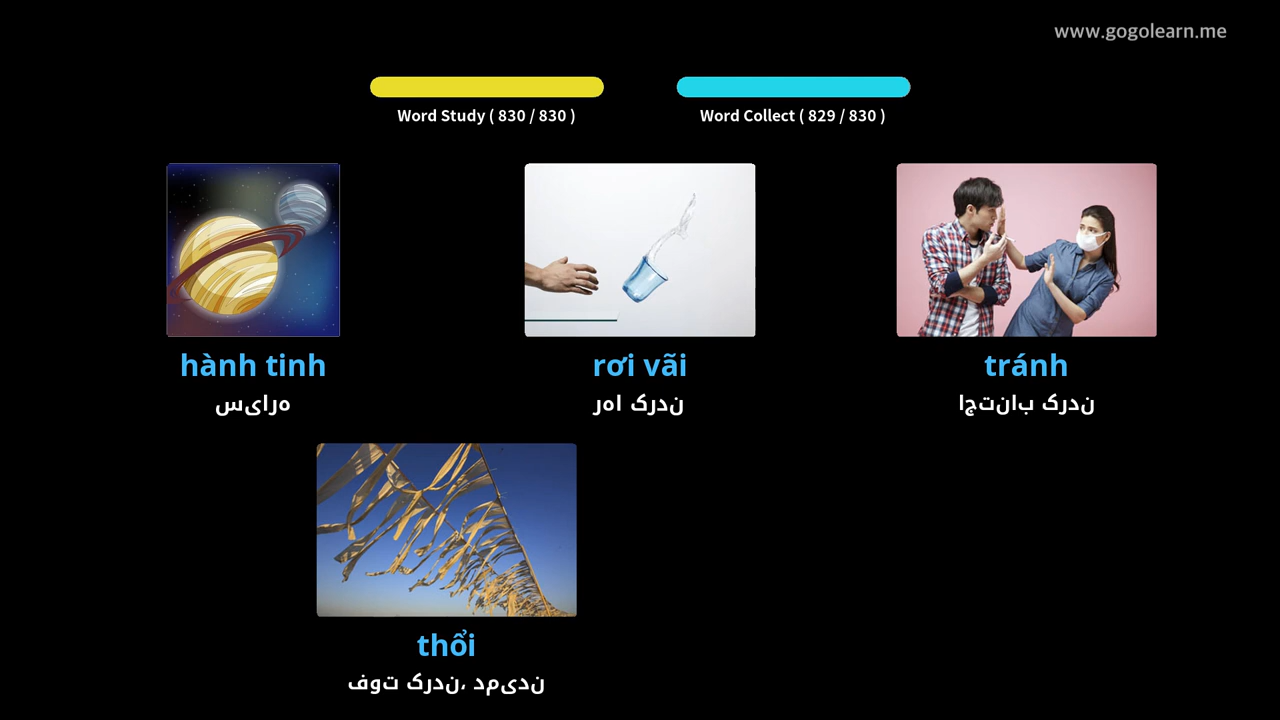 www.gogolearn.me
Word Study ( 830 / 830 )
Word Collect ( 829 / 830 )
hành tinh
سیاره
rơi vãi
رها کردن
tránh
اجتناب کردن
thổi
فوت کردن، دمیدن